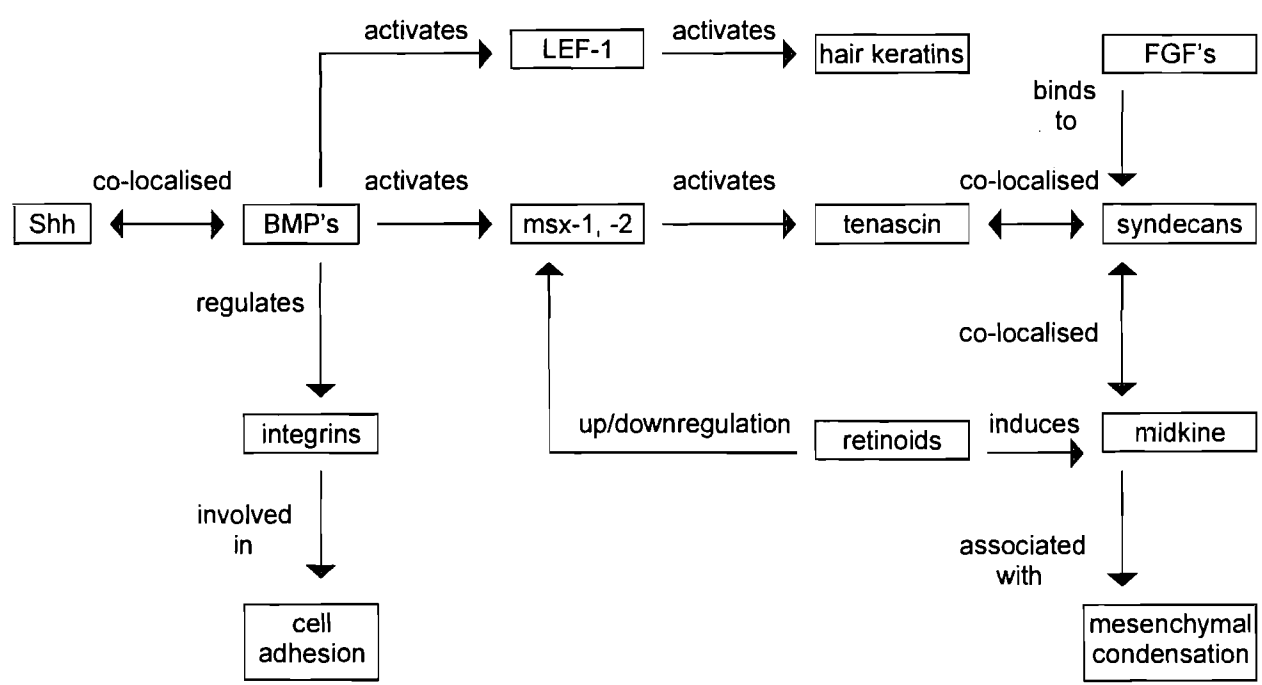 activates
LEF-1
activates
hair keratins
FGF's
binds
to
co-localised
activates
activates
co-localised
Shh
BMP's
msx-1, -2
tenascin
syndecans
regulates
co-localised
integrins
up/downregulation
retinoids
induces
midkine
involved
in
associated
with
cell
adhesion
mesenchymal
condensation